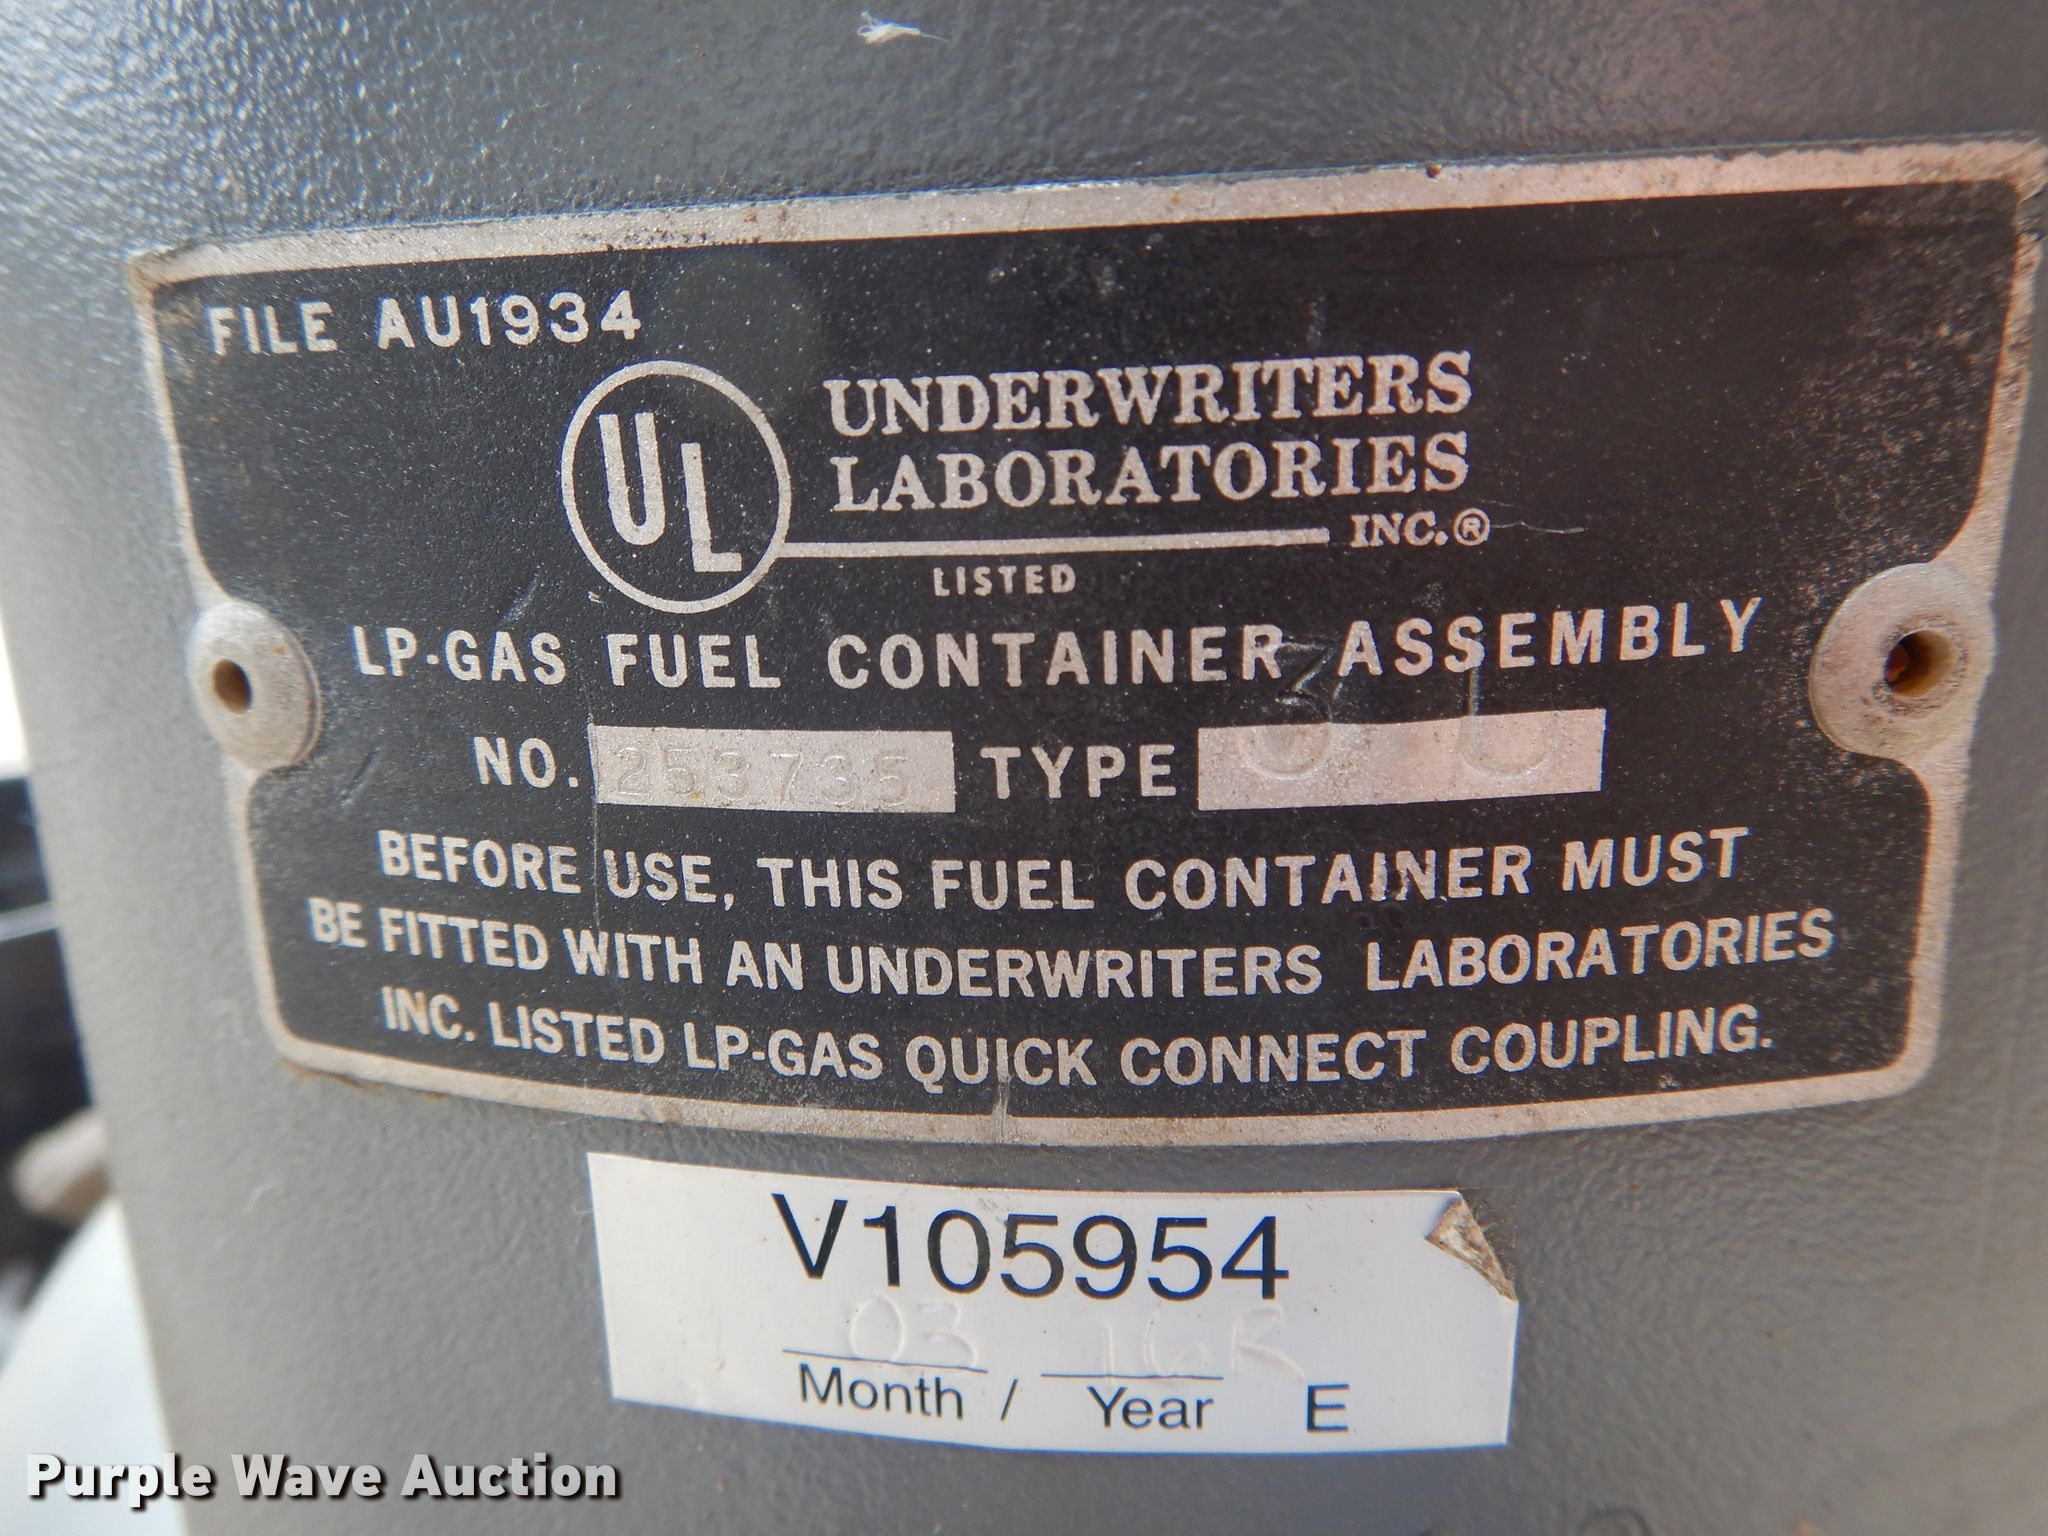 FILE AU1934
UL
UNDERWRITERS
LABORATORIES
INC.®
LISTED
LP-GAS FUEL CONTAINER ASSEMBLY
NO. 253735 TYPE
BEFORE USE, THIS FUEL CONTAINER MUST
BE FITTED WITH AN UNDERWRITERS LABORATORIES
INC. LISTED LP-GAS QUICK CONNECT COUPLING.
V105954
03 16R
Month / Year E
Purple Wave Auction